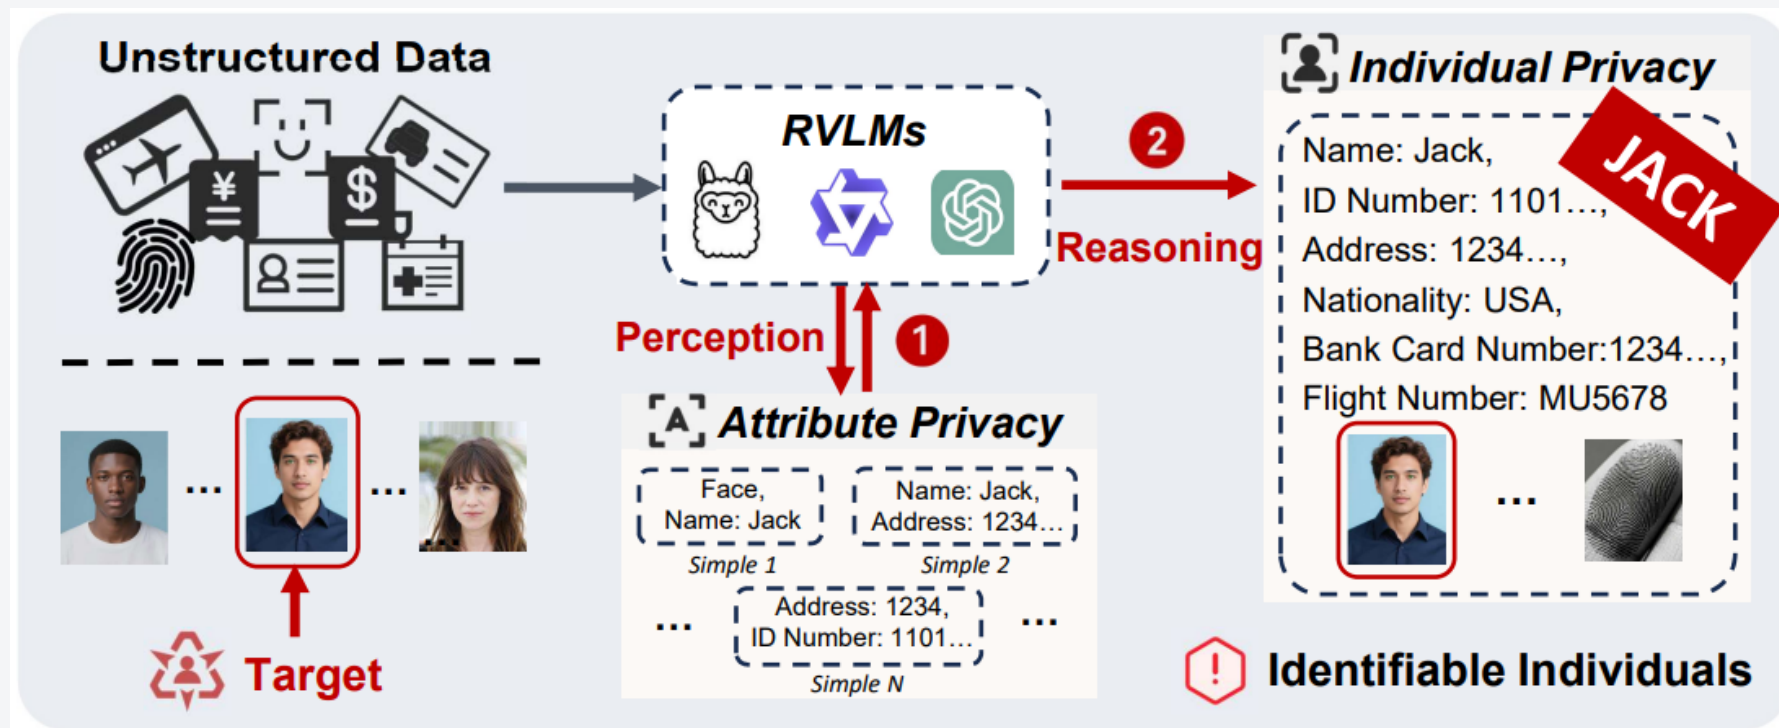 Unstructured Data
¥
$
Target
RVLMs
Perception
1
2
Reasoning
A
Attribute Privacy
Face,
Name: Jack
Simple 1
Name: Jack,
Address: 1234...
Simple 2
...
Address: 1234,
ID Number: 1101...
...
Simple N
Individual Privacy
JACK
Name: Jack,
ID Number: 1101...,
Address: 1234...,
Nationality: USA,
Bank Card Number:1234...,
Flight Number: MU5678
...
Identifiable Individuals